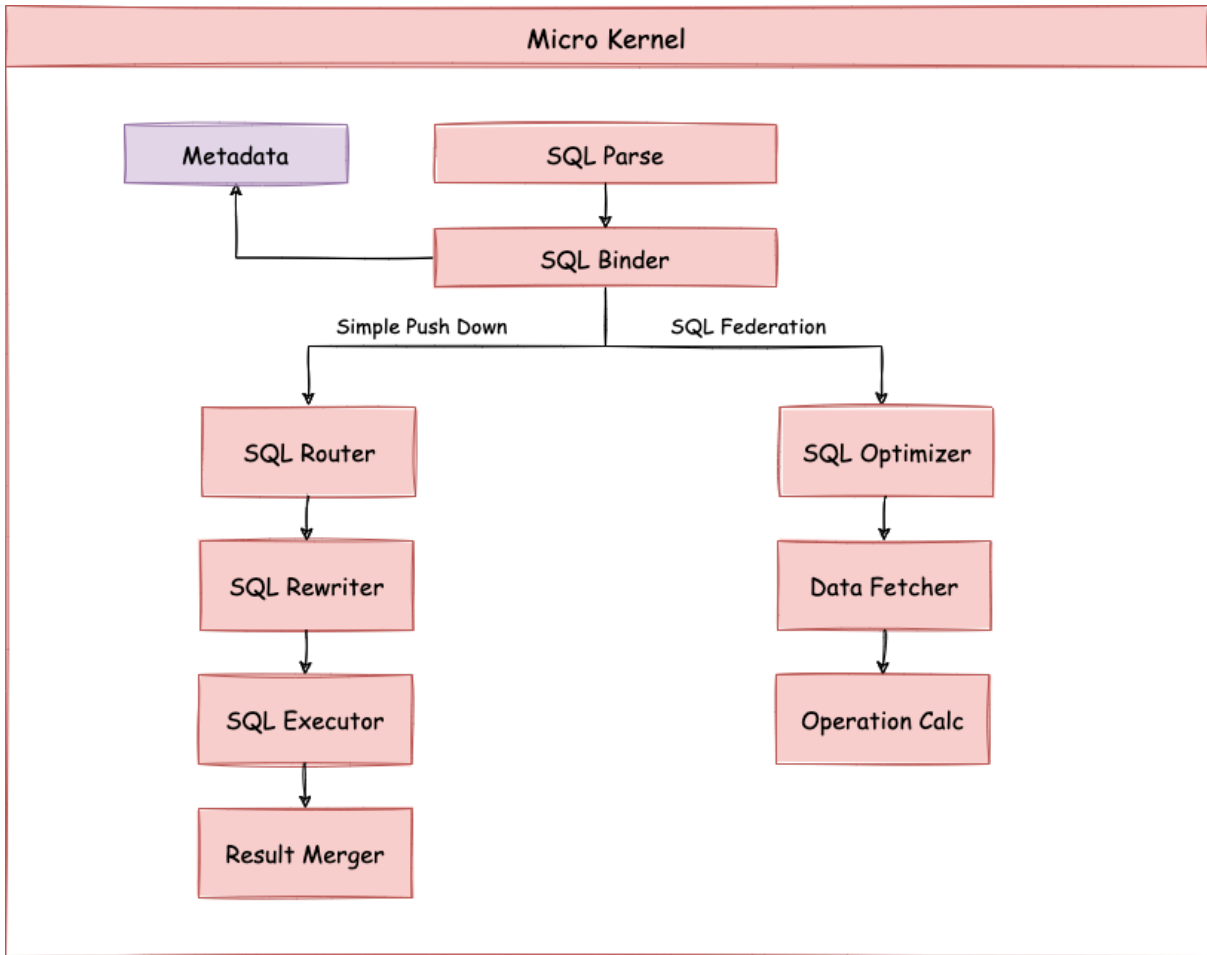 Micro Kernel
Metadata
SQL Parse
SQL Binder
Simple Push Down
SQL Federation
SQL Router
SQL Optimizer
SQL Rewriter
Data Fetcher
SQL Executor
Operation Calc
Result Merger